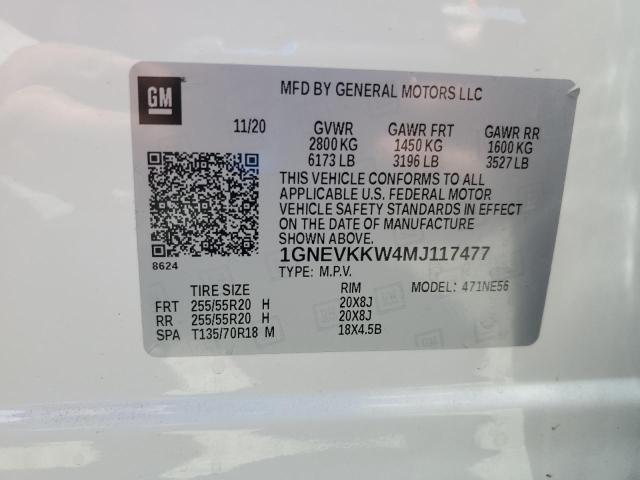 GM
MFD BY GENERAL MOTORS LLC
11/20 GVWR GAWR FRT GAWR RR
2800 KG 1450 KG 1600 KG
6173 LB 3196 LB 3527 LB
THIS VEHICLE CONFORMS TO ALL
APPLICABLE U.S. FEDERAL MOTOR
VEHICLE SAFETY STANDARDS IN EFFECT
ON THE DATE OF MANUFACTURE
SHOWN ABOVE.
8624
1GNEVKKW4MJ117477
TYPE: M.P.V. MODEL: 471NE56
TIRE SIZE RIM
FRT 255/55R20 H 20X8J
RR 255/55R20 H 20X8J
SPA T135/70R18 M 18X4.5B